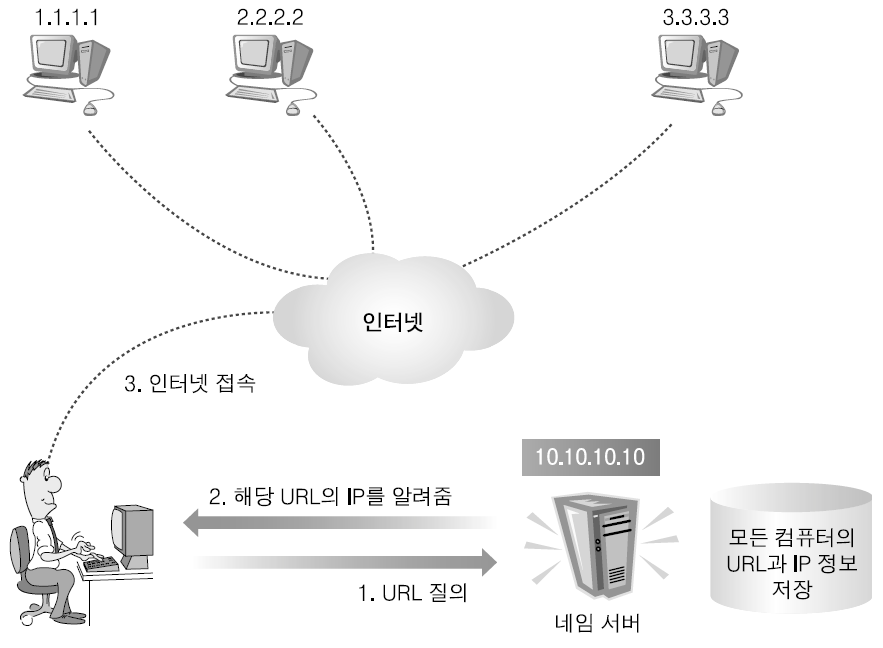 1.1.1.1
2.2.2.2
3.3.3.3
인터넷
3. 인터넷 접속
10.10.10.10
2. 해당 URL의 IP를 알려줌
모든 컴퓨터의
URL과 IP 정보
저장
1. URL 질의
네임 서버